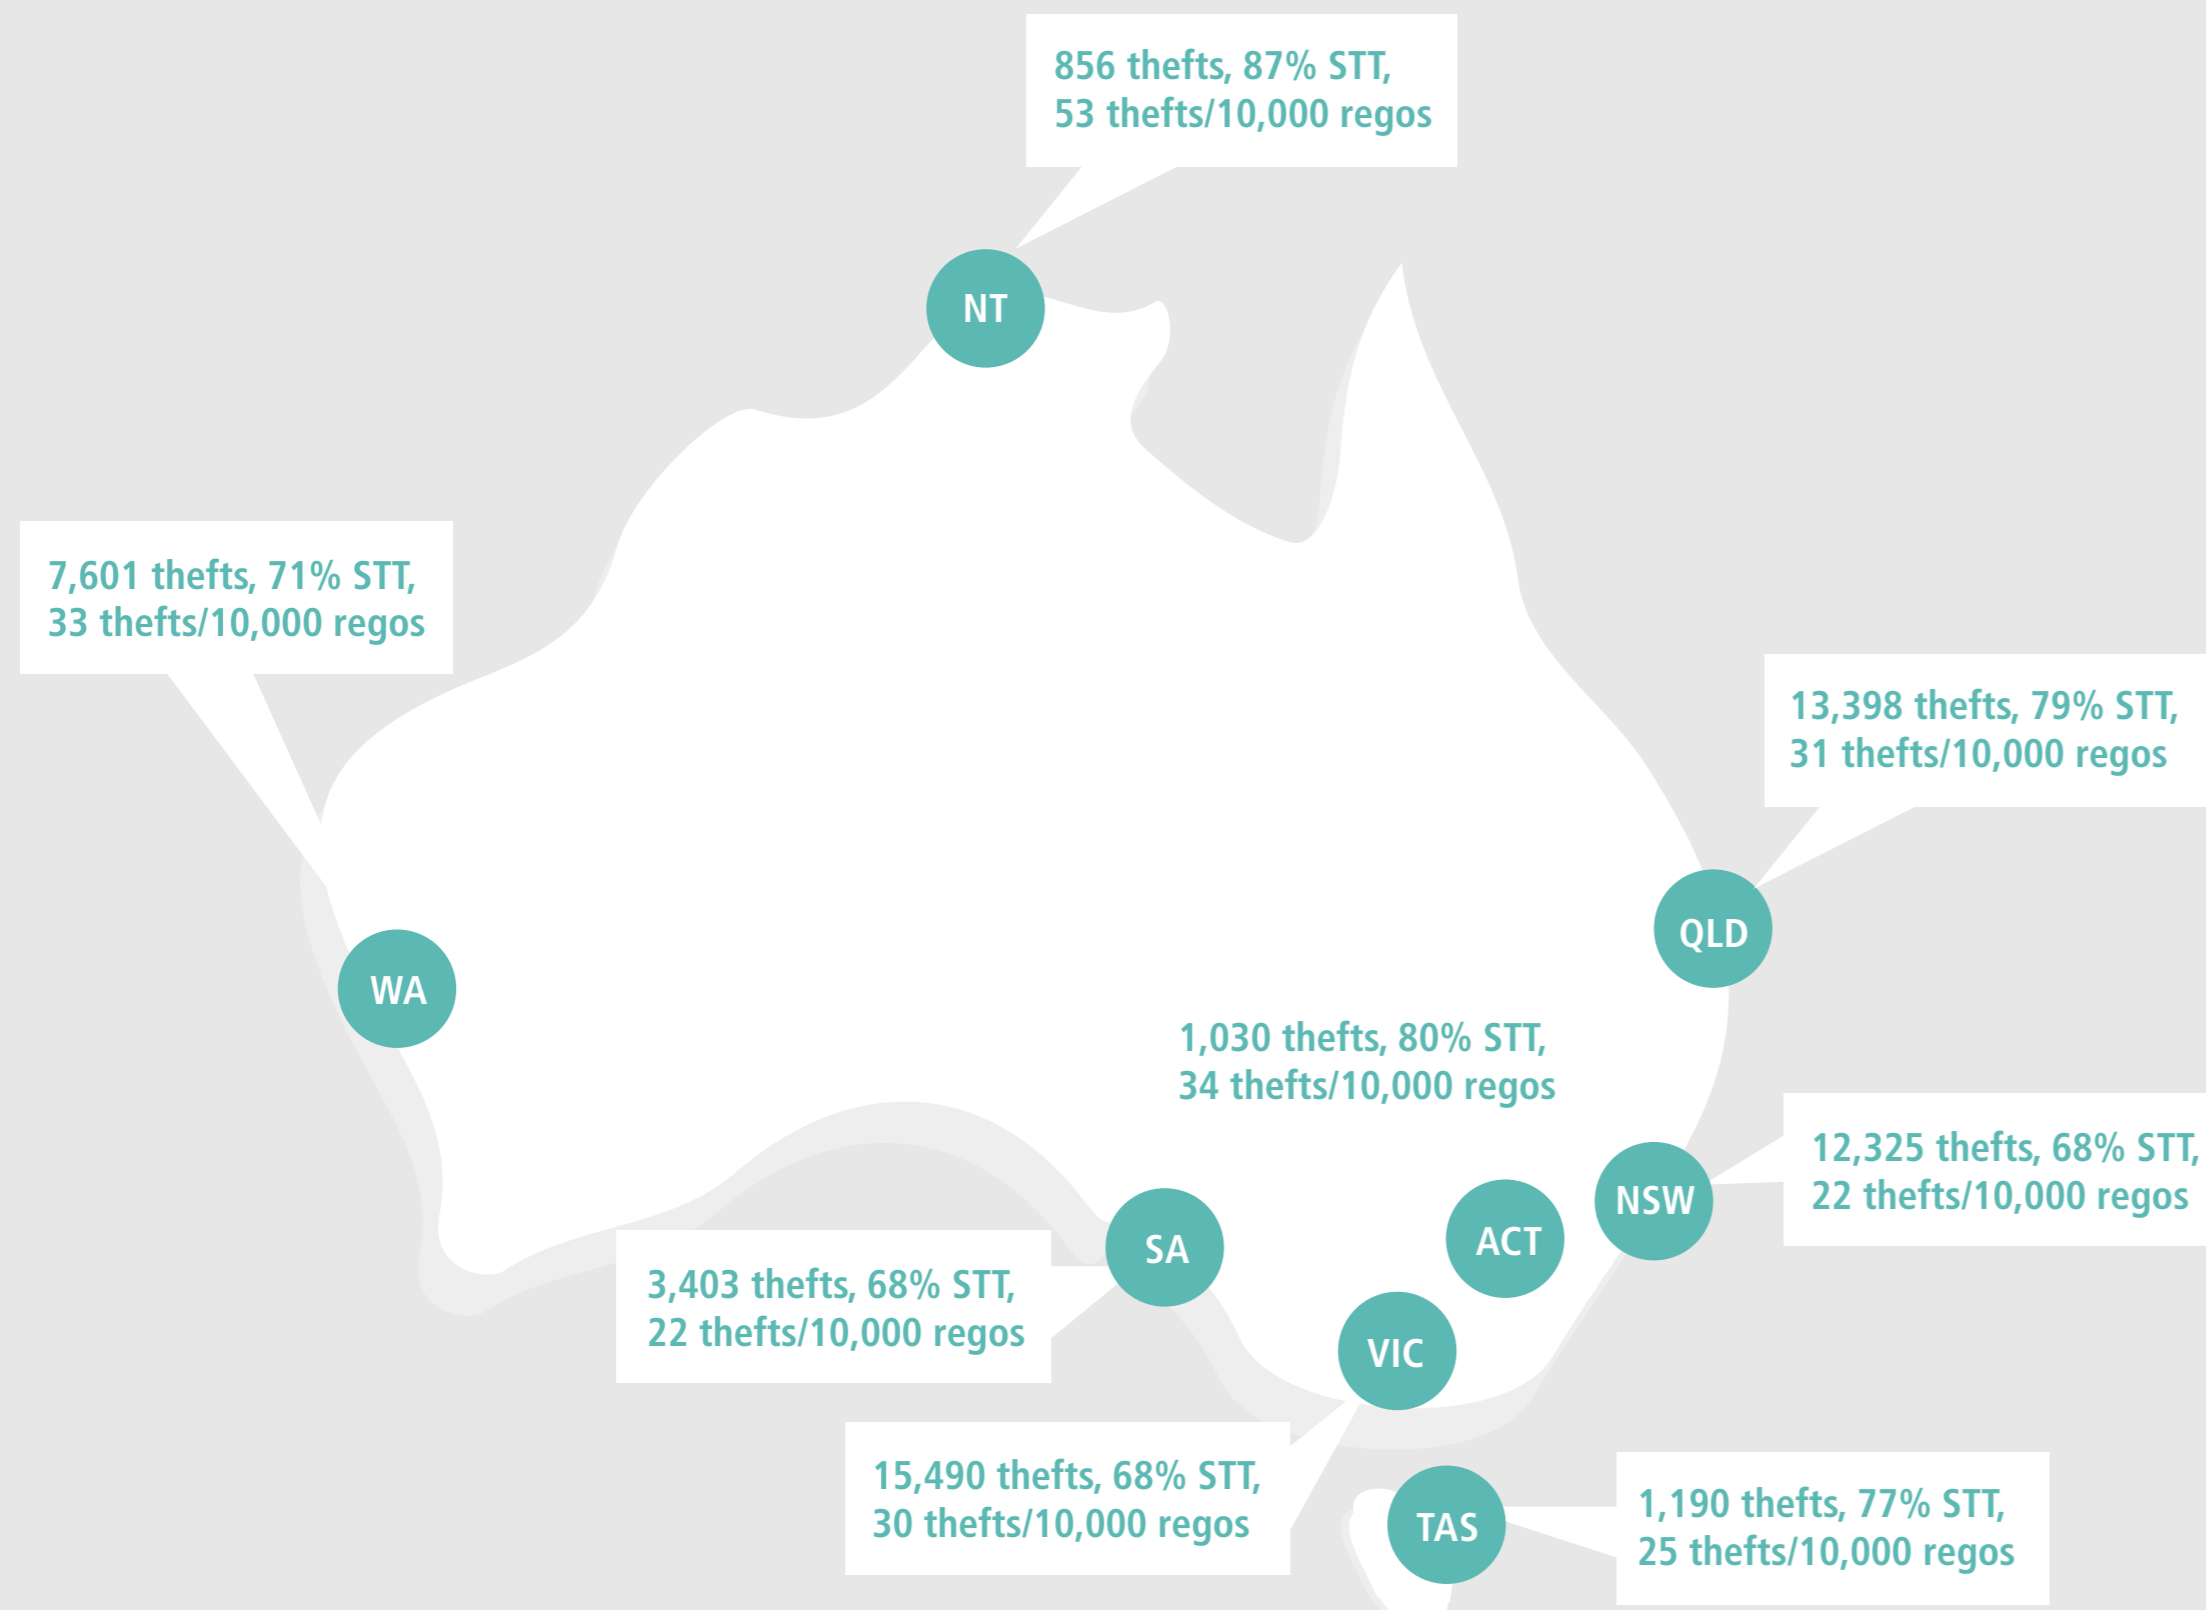 856 thefts, 87% STT,
53 thefts/10,000 regos
NT
7,601 thefts, 71% STT,
33 thefts/10,000 regos
WA
13,398 thefts, 79% STT,
31 thefts/10,000 regos
QLD
1,030 thefts, 80% STT,
34 thefts/10,000 regos
ACT
12,325 thefts, 68% STT,
22 thefts/10,000 regos
NSW
SA
3,403 thefts, 68% STT,
22 thefts/10,000 regos
VIC
15,490 thefts, 68% STT,
30 thefts/10,000 regos
TAS
1,190 thefts, 77% STT,
25 thefts/10,000 regos